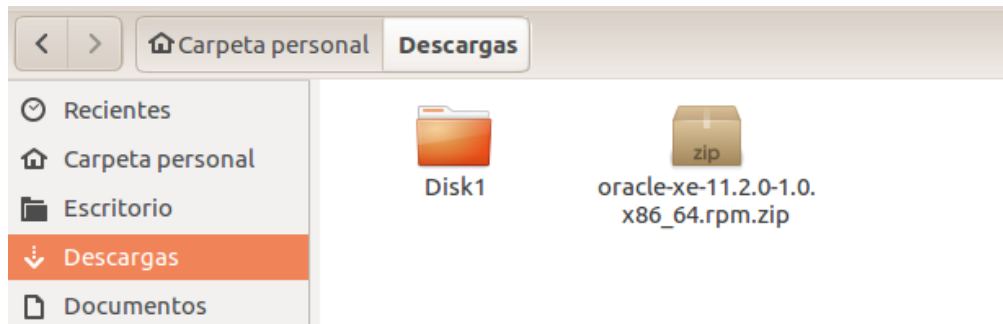 Carpeta personal Descargas
Recientes
Carpeta personal
Escritorio
Descargas
Documentos
zip
Disk1
oracle-xe-11.2.0-1.0.
x86_64.rpm.zip